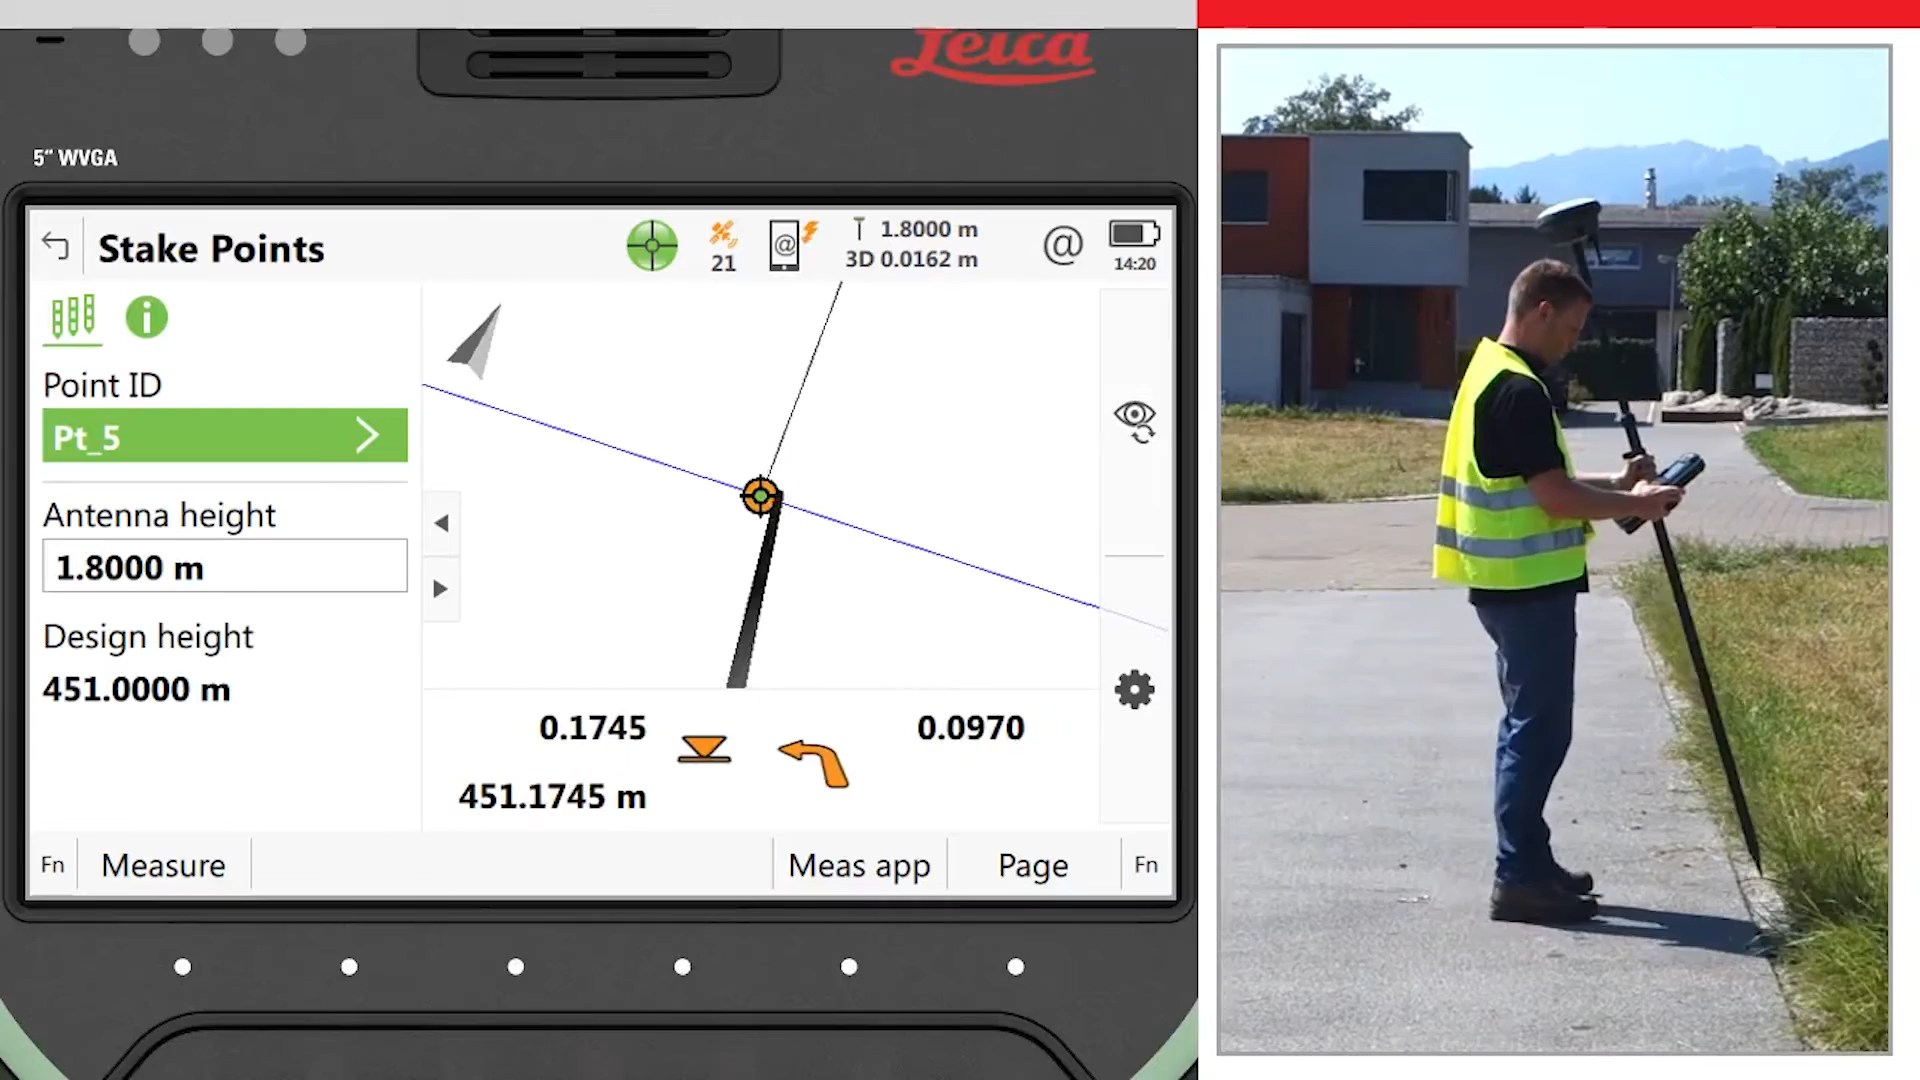 Leica
5" WVGA
Stake Points
21
@
1.8000 m
3D 0.0162 m
@
14:20
i
Point ID
Pt_5
Antenna height
1.8000 m
Design height
451.0000 m
0.1745
0.0970
451.1745 m
Fn
Measure
Meas app
Page
Fn